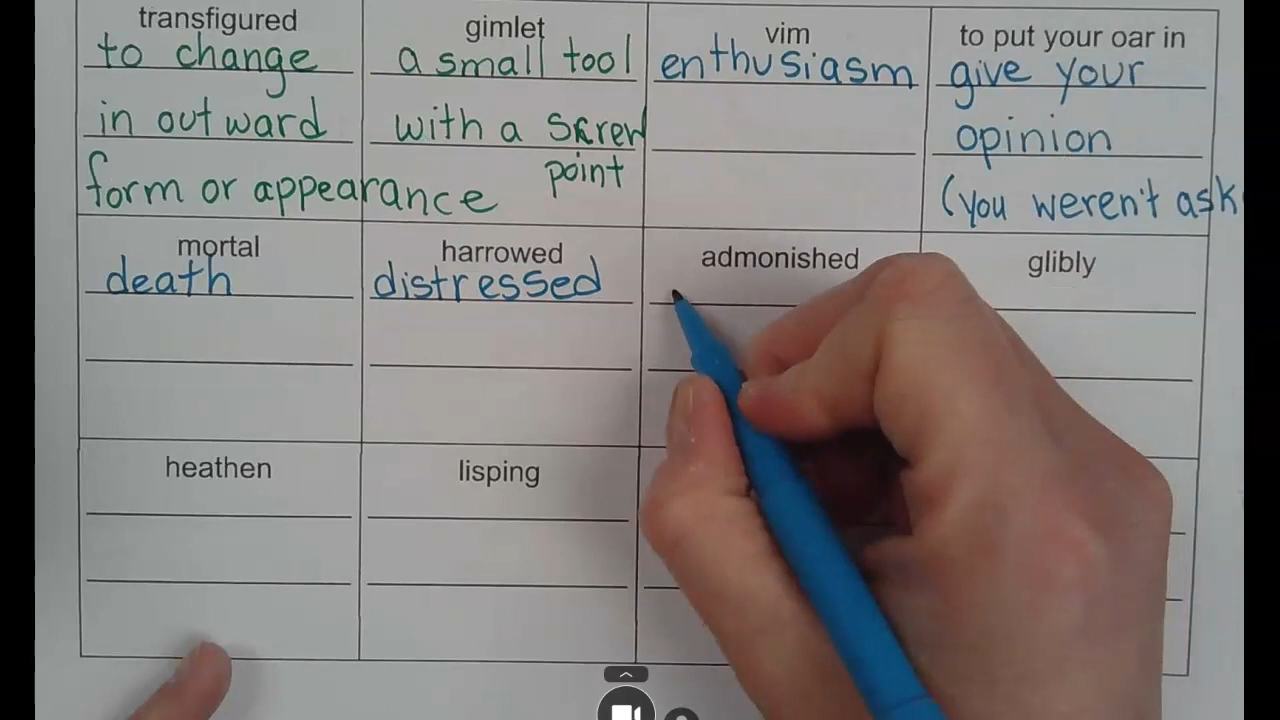 transfigured
to change
in outward
form or appearance
gimlet
a small tool
with a screw
point
vim
enthusiasm
to put your oar in
give your
opinion
(you weren't ask
mortal
death
harrowed
distressed
admonished
glibly
heathen
lisping